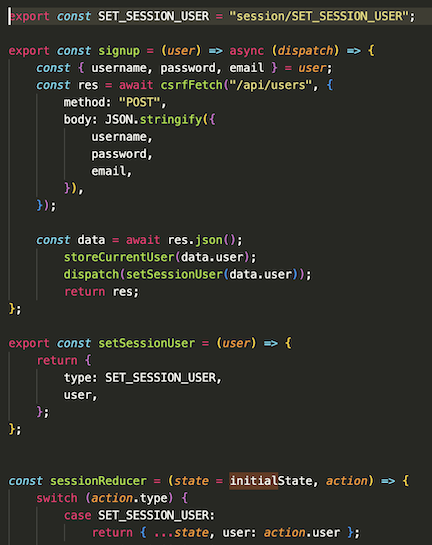 export const SET_SESSION_USER = "session/SET_SESSION_USER";
export const signup = (user) => async (dispatch) => {
const { username, password, email } = user;
const res = await csrfFetch("/api/users", {
method: "POST",
body: JSON.stringify({
username,
password,
email,
}),
});
const data = await res.json();
storeCurrentUser(data.user);
dispatch(setSessionUser(data.user));
return res;
};
export const setSessionUser = (user) => {
return {
type: SET_SESSION_USER,
user,
};
};
const sessionReducer = (state = initialState, action) => {
switch (action.type) {
case SET_SESSION_USER:
return { ...state, user: action.user };